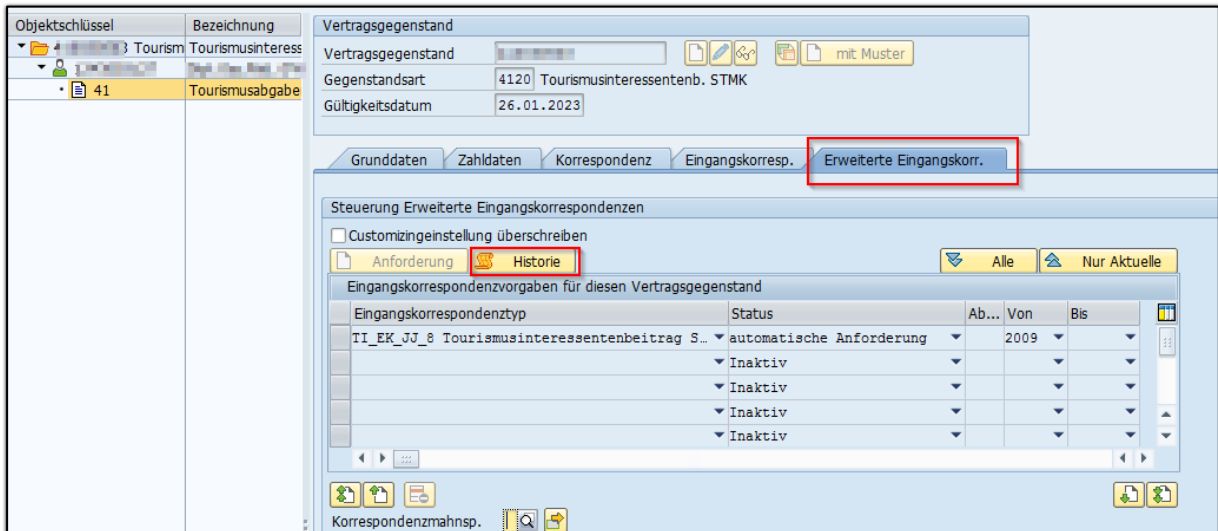 Objektschlüssel Bezeichnung
Tourism Tourismusinteress
41 Tourismusabgabe
Vertragsgegenstand
Vertragsgegenstand mit Muster
Gegenstandsart 4120 Tourismusinteressentenb. STMK
Gültigkeitsdatum 26.01.2023
Grunddaten Zahldaten Korrespondenz Eingangskorresp. Erweiterte Eingangskorr.
Steuerung Erweiterte Eingangskorrespondenzen
Customizingeinstellung überschreiben
Anforderung Historie Alle Nur Aktuelle
Eingangskorrespondenzvorgaben für diesen Vertragsgegenstand
Eingangskorrespondenztyp Status Ab... Von Bis
TI_EK_JJ_8 Tourismusinteressentenbeitrag S… automatische Anforderung 2009
Inaktiv
Inaktiv
Inaktiv
Inaktiv
Korrespondenzmahnsp.